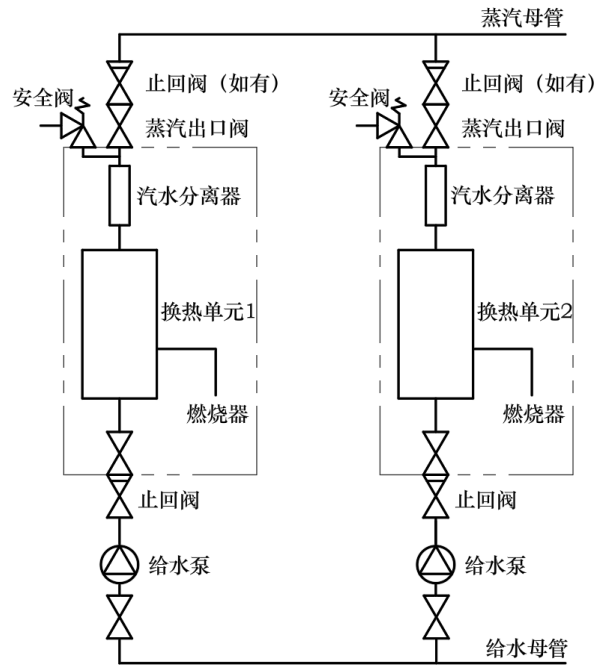 蒸汽母管
止回阀（如有）
止回阀（如有）
安全阀
安全阀
蒸汽出口阀
蒸汽出口阀
汽水分离器
汽水分离器
换热单元1
换热单元2
燃烧器
燃烧器
止回阀
止回阀
给水泵
给水泵
给水母管